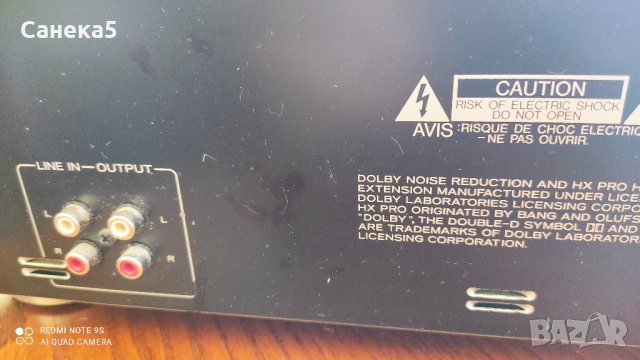 Санека5
CAUTION
RISK OF ELECTRIC SHOCK
DO NOT OPEN
AVIS :RISQUE DE CHOC ELECTRIC
-NE PAS OUVRIR.
LINE IN OUTPUT
L L
R R
DOLBY NOISE REDUCTION AND HX PRO
EXTENSION MANUFACTURED UNDER LICE
DOLBY LABORATORIES LICENSING CORPO
HX PRO ORIGINATED BY BANG AND OLUFS
"DOLBY", THE DOUBLE-D SYMBOL AND
ARE TRADEMARKS OF DOLBY LABORATO
LICENSING CORPORATION.
REDMI NOTE 9S
AI QUAD CAMERA
BAZAR